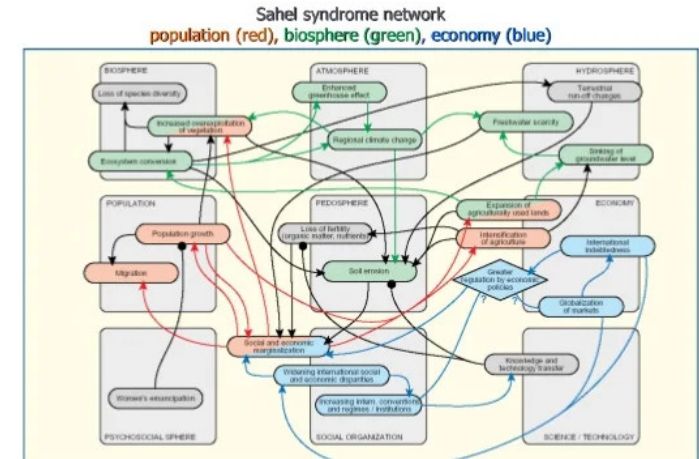 Sahel syndrome network
population (red), biosphere (green), economy (blue)
BIOSPHERE
ATMOSPHERE
HYDROSPHERE
Loss of species diversity
Enhanced
greenhouse effect
Terrestrial
run-off changes
Increased overexploitation
of vegetation
Regional climate change
Freshwater scarcity
Ecosystem conversion
Sinking of
groundwater level
POPULATION
PEDOSPHERE
ECONOMY
Population growth
Loss of fertility
(organic matter, nutrients)
Expansion of
agriculturally used lands
Intensification
of agriculture
International
indebtedness
Migration
Soil erosion
Greater
regulation by economic
policies
?
?
Globalization
of markets
Social and economic
marginalization
Widening international social
and economic disparities
Knowledge and
technology transfer
Women's emancipation
Increasing intern. conventions
and regimes / institutions
PSYCHOSOCIAL SPHERE
SOCIAL ORGANIZATION
SCIENCE / TECHNOLOGY